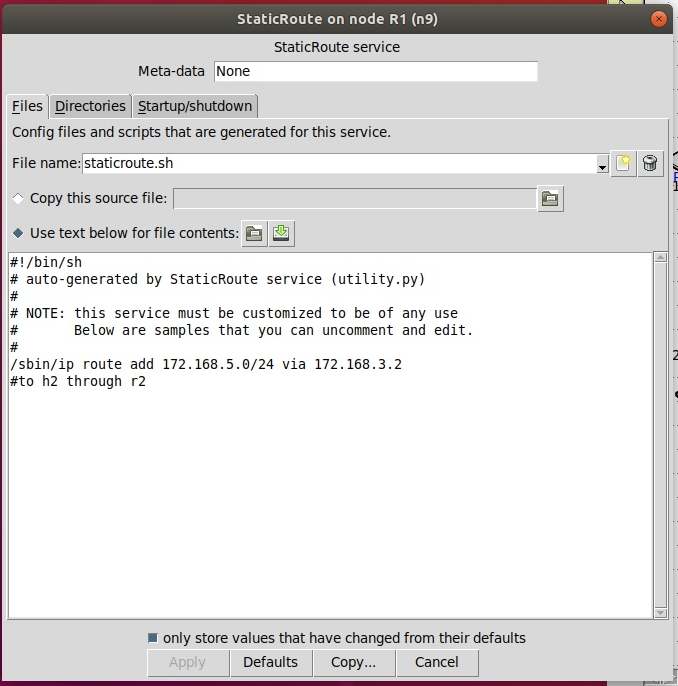 StaticRoute on node R1 (n9)
StaticRoute service
Meta-data None
Files Directories Startup/shutdown
Config files and scripts that are generated for this service.
File name: staticroute.sh
Copy this source file:
Use text below for file contents:
#!/bin/sh
# auto-generated by StaticRoute service (utility.py)
#
# NOTE: this service must be customized to be of any use
#       Below are samples that you can uncomment and edit.
#
/sbin/ip route add 172.168.5.0/24 via 172.168.3.2
#to h2 through r2
only store values that have changed from their defaults
Apply Defaults Copy... Cancel